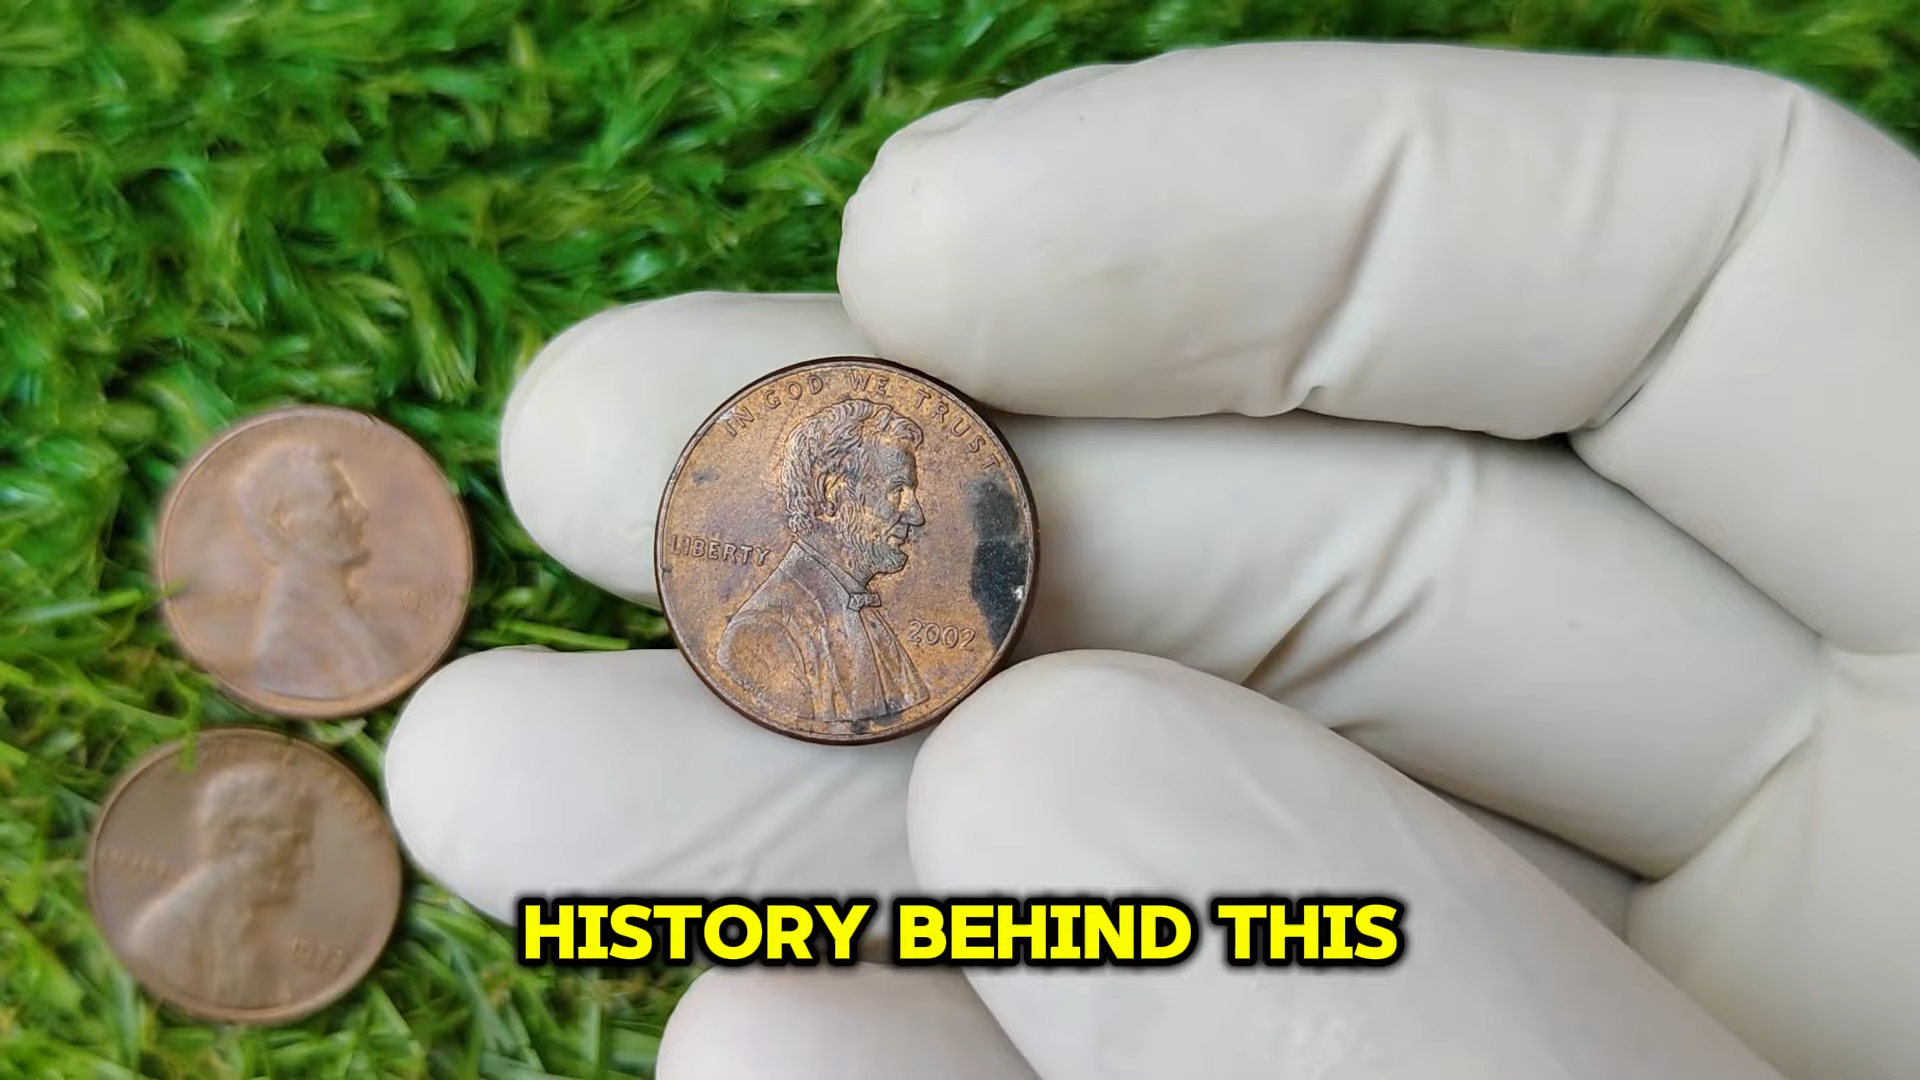 IN GOD WE TRUST
LIBERTY
2002
HISTORY BEHIND THIS